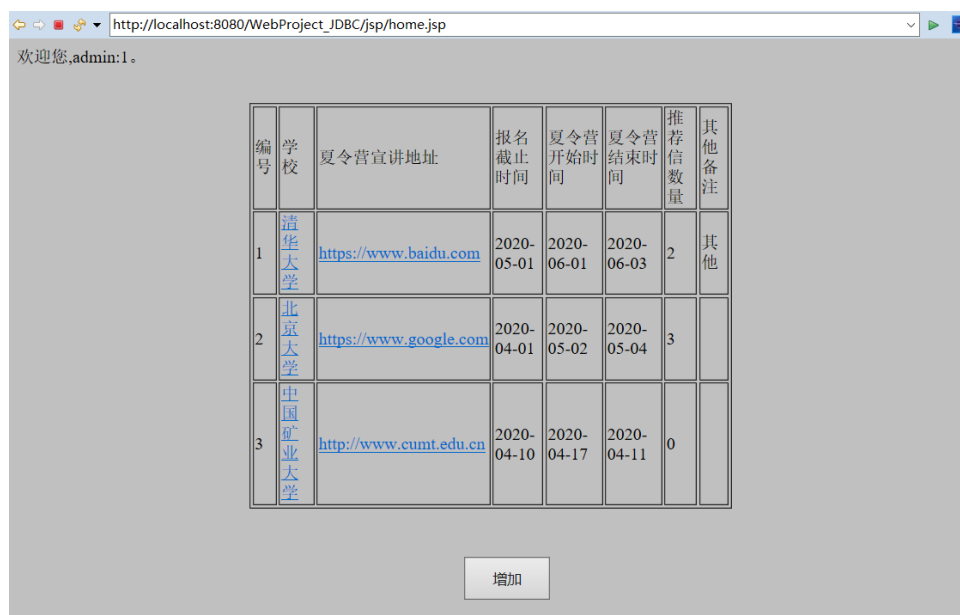 http://localhost:8080/WebProject_JDBC/jsp/home.jsp
欢迎您,admin:1。
编号 学校 夏令营宣讲地址 报名截止时间 夏令营开始时间 夏令营结束时间 推荐信数量 其他备注
1 清华大学 https://www.baidu.com 2020-05-01 2020-06-01 2020-06-03 2 其他
2 北京大学 https://www.google.com 2020-04-01 2020-05-02 2020-05-04 3
3 中国矿业大学 http://www.cumt.edu.cn 2020-04-10 2020-04-17 2020-04-11 0
增加